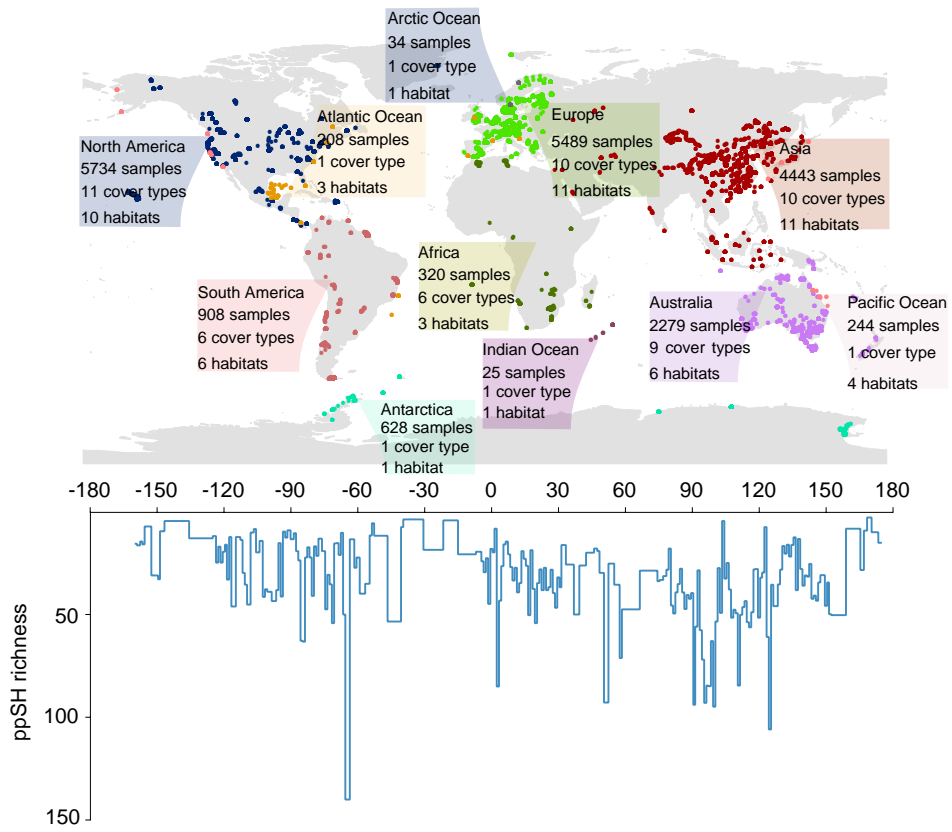 Arctic Ocean
34 samples
1 cover type
1 habitat
Atlantic Ocean
208 samples
1 cover type
3 habitats
Europe
5489 samples
10 cover types
11 habitats
North America
5734 samples
11 cover types
10 habitats
Asia
4443 samples
10 cover types
11 habitats
Africa
320 samples
6 cover types
3 habitats
South America
908 samples
6 cover types
6 habitats
Australia
2279 samples
9 cover types
6 habitats
Pacific Ocean
244 samples
1 cover type
4 habitats
Indian Ocean
25 samples
1 cover type
1 habitat
Antarctica
628 samples
1 cover type
1 habitat
-180 -150 -120 -90 -60 -30 0 30 60 90 120 150 180
50
100
150
ppSH richness